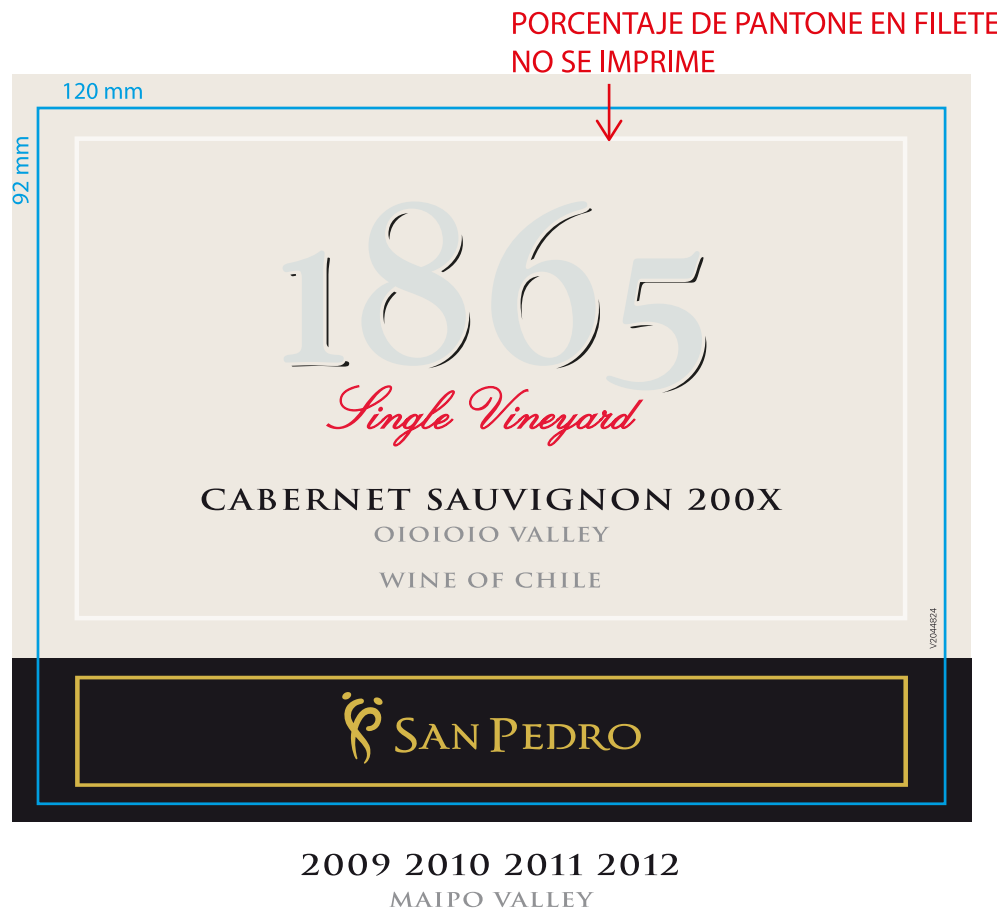 PORCENTAJE DE PANTONE EN FILETE
NO SE IMPRIME
120 mm
92 mm
1865
Single Vineyard
CABERNET SAUVIGNON 200X
OIOIOIO VALLEY
WINE OF CHILE
V2044824
SAN PEDRO
2009 2010 2011 2012
MAIPO VALLEY